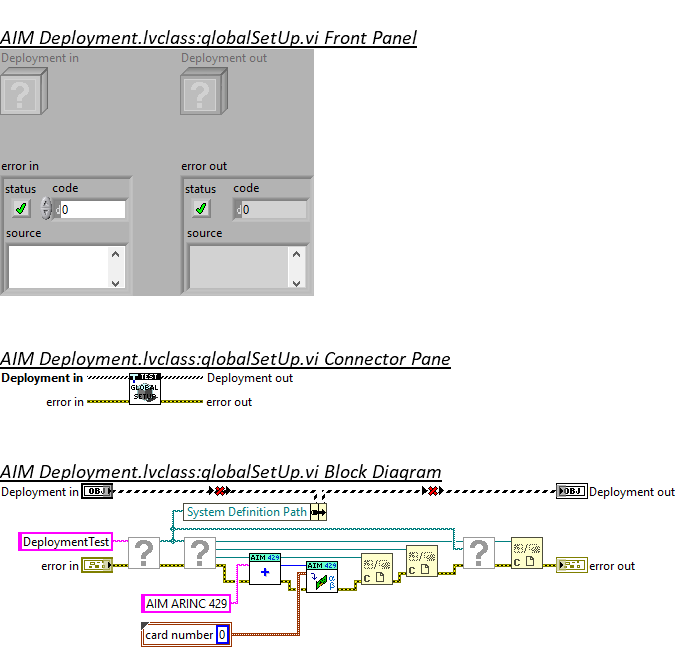 AIM Deployment.lvclass:globalSetUp.vi Front Panel
Deployment in Deployment out
? ?
error in error out
status code status code
d 0 d 0
source source
AIM Deployment.lvclass:globalSetUp.vi Connector Pane
Deployment in TEST Deployment out
GLOBAL
error in SETUP error out
AIM Deployment.lvclass:globalSetUp.vi Block Diagram
Deployment in OBJ OBJ Deployment out
System Definition Path
DeploymentTest ? ? ?
AIM 429 AIM 429
error in + α β C C C error out
AIM ARINC 429
card number 0